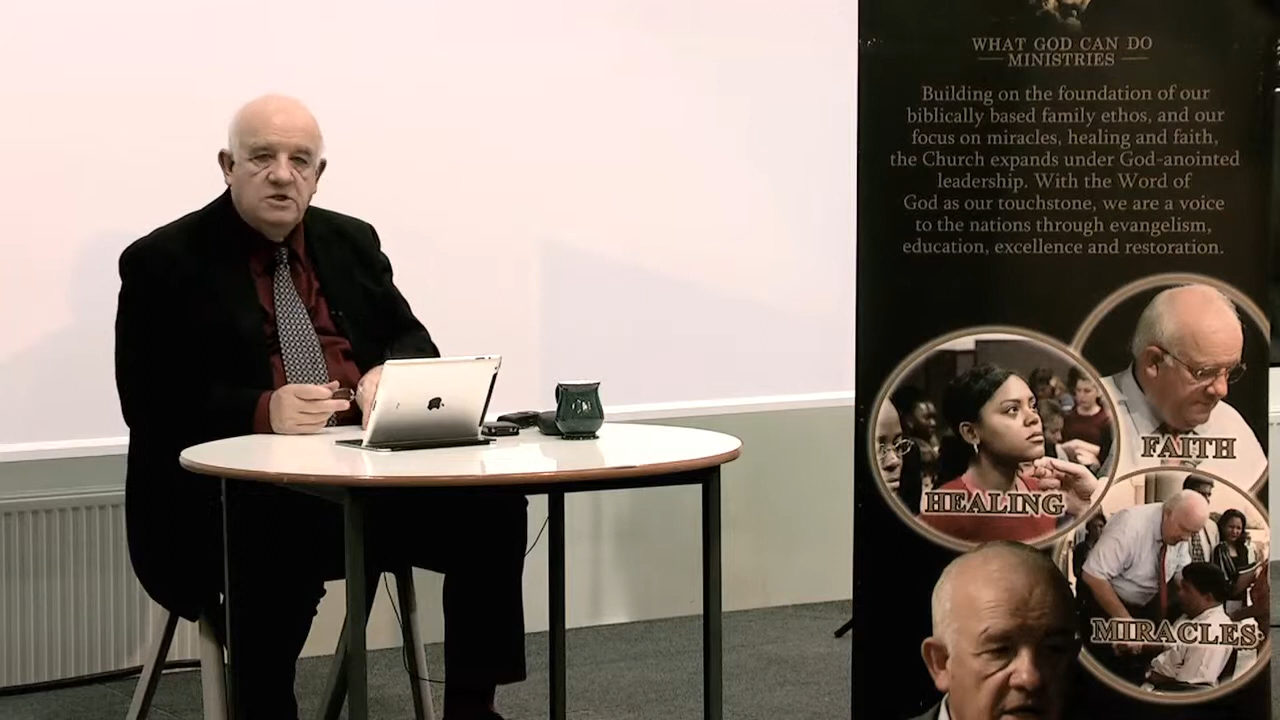 WHAT GOD CAN DO
MINISTRIES
Building on the foundation of our
biblically based family ethos, and our
focus on miracles, healing and faith,
the Church expands under God-anointed
leadership. With the Word of
God as our touchstone, we are a voice
to the nations through evangelism,
education, excellence and restoration.
FAITH
HEALING
MIRACLES